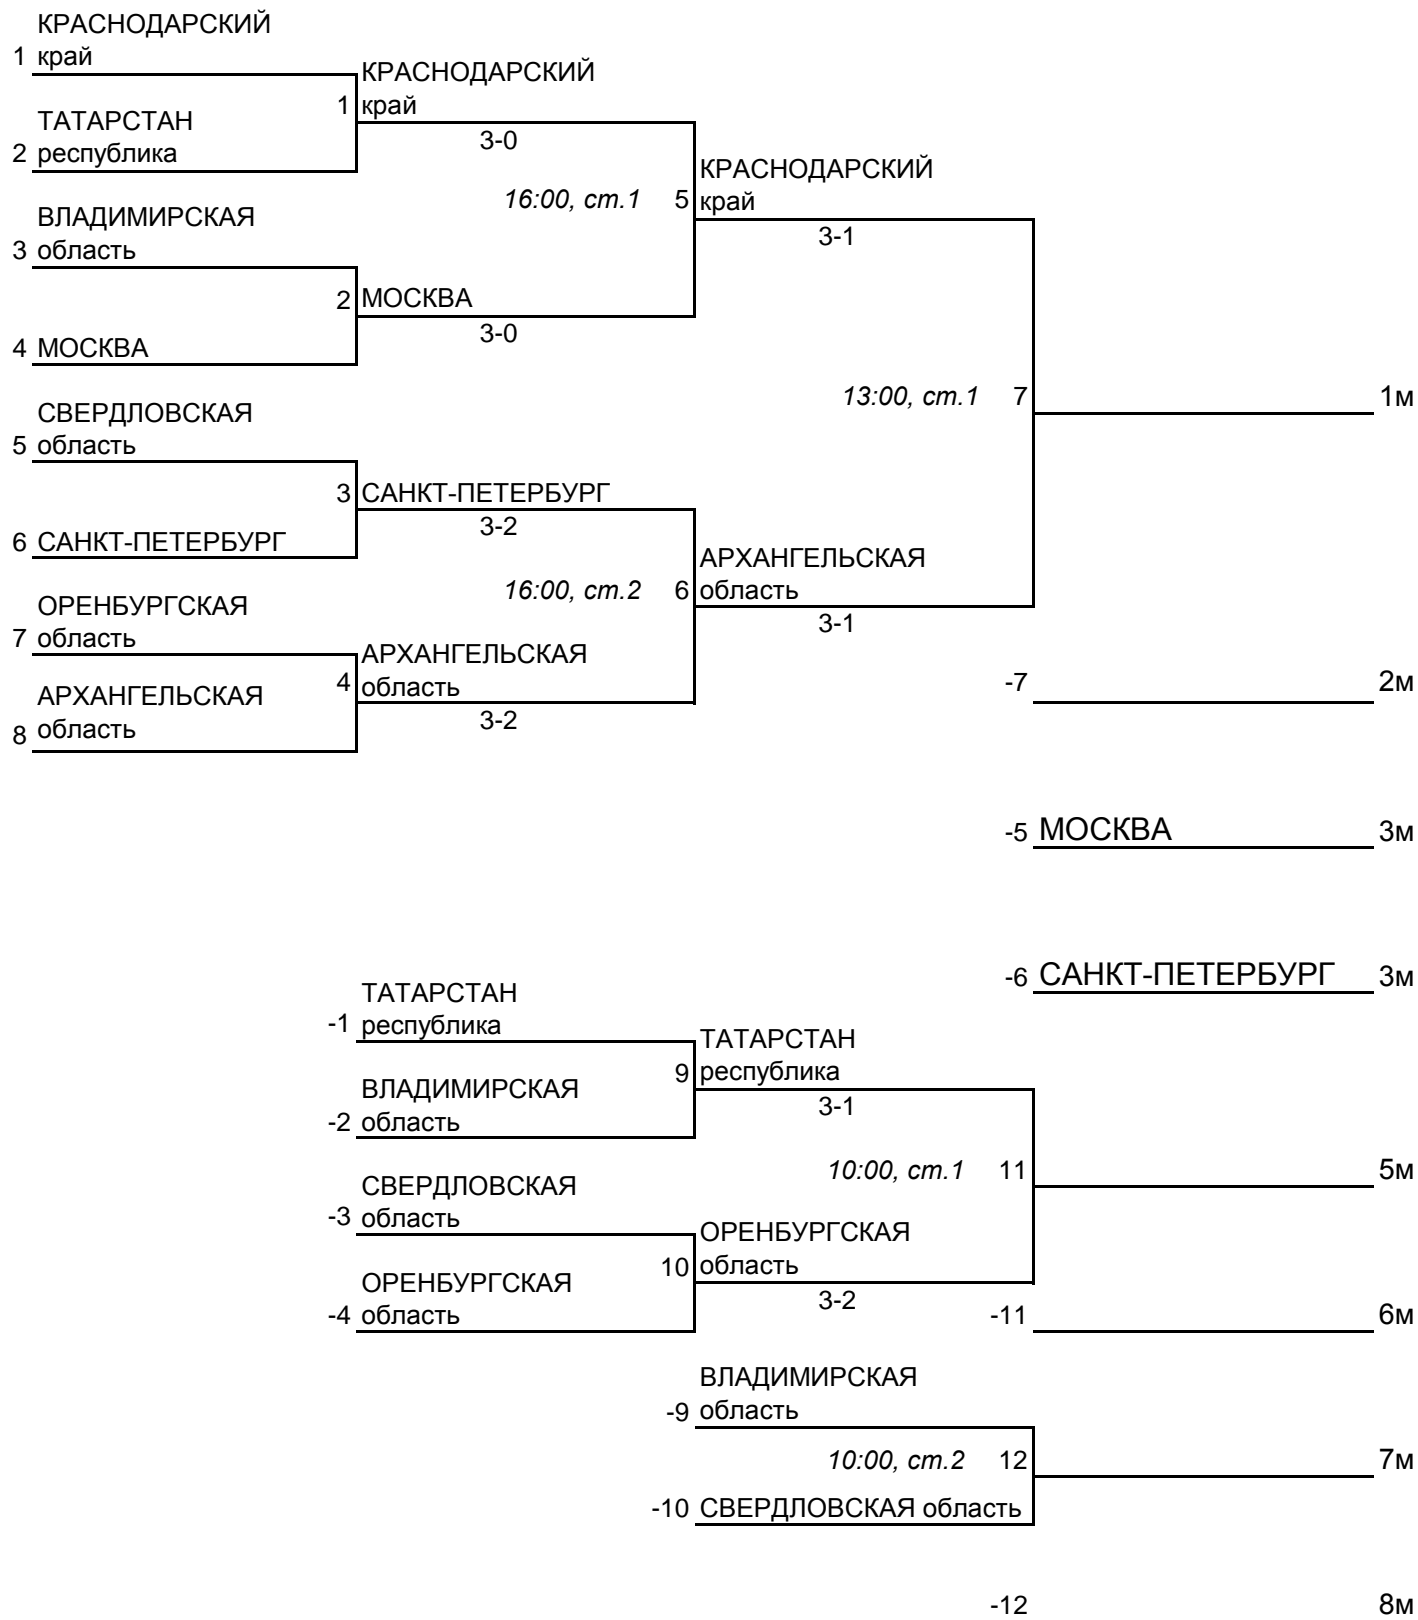 КРАСНОДАРСКИЙ
1 край
КРАСНОДАРСКИЙ
1 край
ТАТАРСТАН
2 республика
3-0
КРАСНОДАРСКИЙ
16:00, ст.1 5 край
ВЛАДИМИРСКАЯ
3 область
3-1
2 МОСКВА
3-0
4 МОСКВА
13:00, ст.1 7 1м
СВЕРДЛОВСКАЯ
5 область
3 САНКТ-ПЕТЕРБУРГ
3-2
6 САНКТ-ПЕТЕРБУРГ
АРХАНГЕЛЬСКАЯ
16:00, ст.2 6 область
ОРЕНБУРГСКАЯ
7 область
3-1
АРХАНГЕЛЬСКАЯ
4 область
-7 2м
АРХАНГЕЛЬСКАЯ
8 область
3-2
-5 МОСКВА 3м
-6 САНКТ-ПЕТЕРБУРГ 3м
ТАТАРСТАН
-1 республика
ТАТАРСТАН
9 республика
ВЛАДИМИРСКАЯ
-2 область
3-1
10:00, ст.1 11 5м
СВЕРДЛОВСКАЯ
-3 область
ОРЕНБУРГСКАЯ
10 область
ОРЕНБУРГСКАЯ
-4 область
3-2
-11 6м
ВЛАДИМИРСКАЯ
-9 область
10:00, ст.2 12 7м
-10 СВЕРДЛОВСКАЯ область
-12 8м